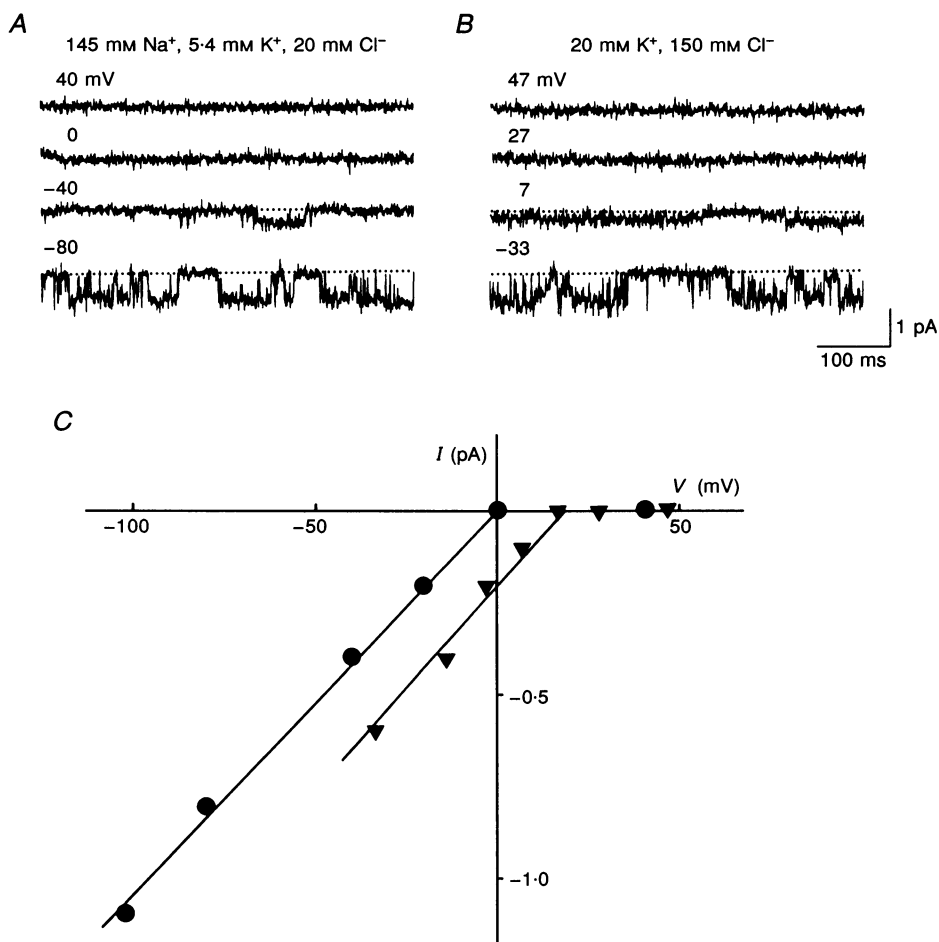 A
145 mM Na⁺, 5·4 mM K⁺, 20 mM Cl⁻
40 mV
0
−40
−80
B
20 mM K⁺, 150 mM Cl⁻
47 mV
27
7
−33
1 pA
100 ms
C
I (pA)
V (mV)
−100
−50
50
−0·5
−1·0